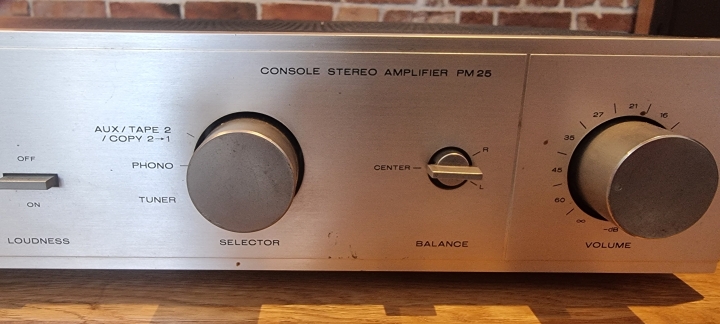 CONSOLE STEREO AMPLIFIER PM25
AUX/TAPE 2
/COPY 2→1
PHONO
TUNER
SELECTOR
OFF
ON
LOUDNESS
R
CENTER
L
BALANCE
16
21
27
35
45
60
∞
-dB
VOLUME